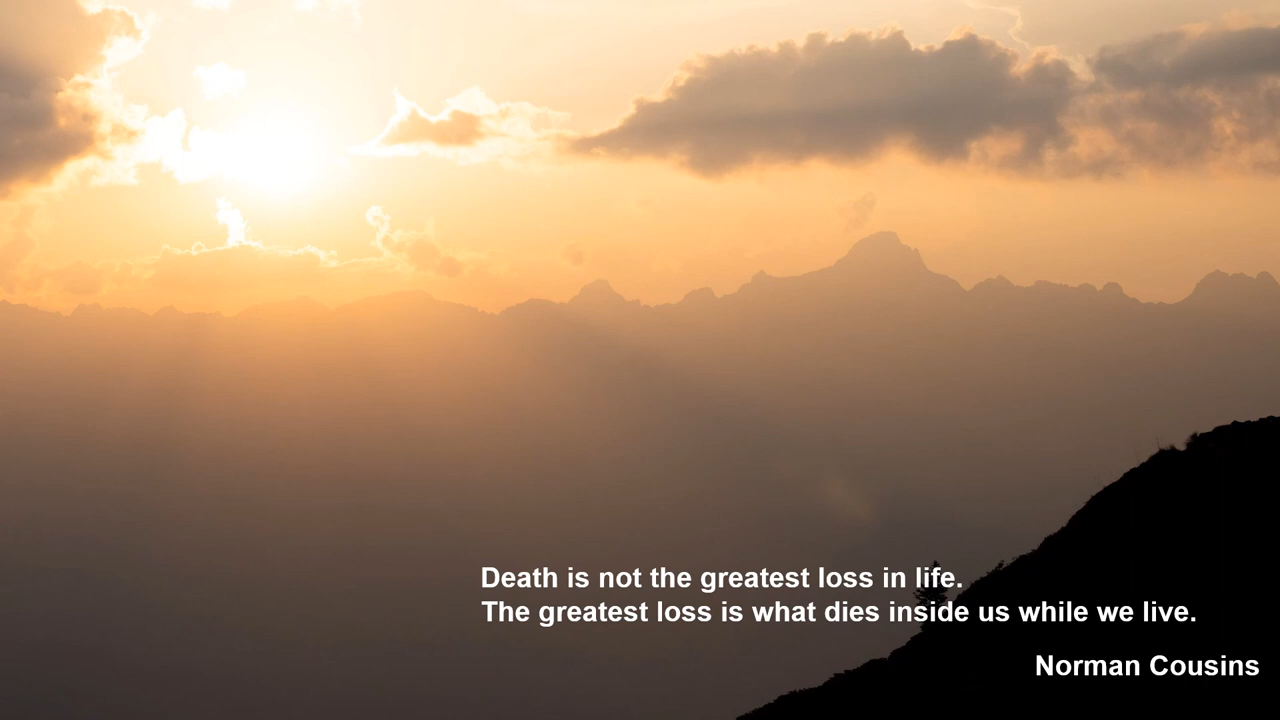 Death is not the greatest loss in life.
The greatest loss is what dies inside us while we live.
Norman Cousins